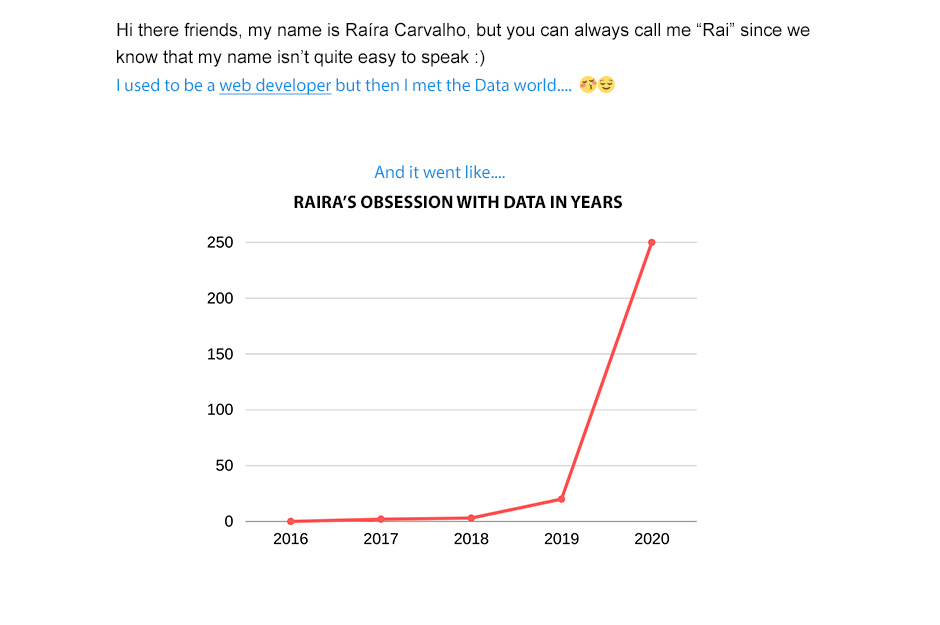 Hi there friends, my name is Raíra Carvalho, but you can always call me “Rai” since we
know that my name isn’t quite easy to speak :)
I used to be a web developer but then I met the Data world.... 😚😌
And it went like....
RAIRA’S OBSESSION WITH DATA IN YEARS
250
200
150
100
50
0
2016 2017 2018 2019 2020